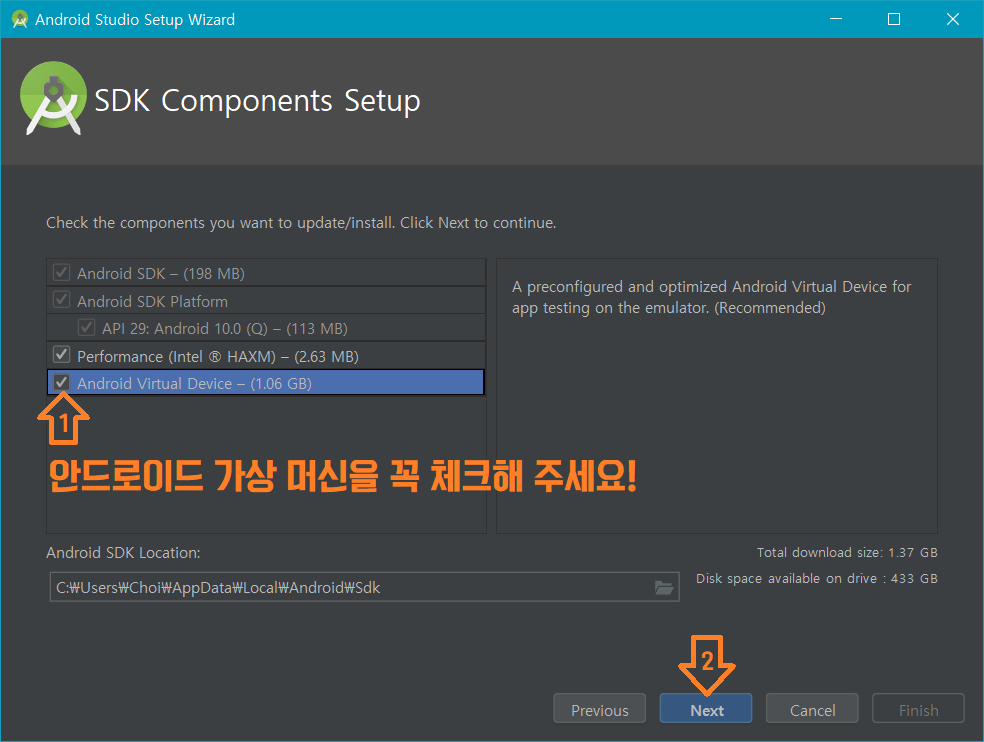 Android Studio Setup Wizard
SDK Components Setup
Check the components you want to update/install. Click Next to continue.
Android SDK – (198 MB)
Android SDK Platform
API 29: Android 10.0 (Q) – (113 MB)
Performance (Intel ® HAXM) – (2.63 MB)
Android Virtual Device – (1.06 GB)
A preconfigured and optimized Android Virtual Device for
app testing on the emulator. (Recommended)
1
안드로이드 가상 머신을 꼭 체크해 주세요!
Android SDK Location:
C:₩Users₩Choi₩AppData₩Local₩Android₩Sdk
Total download size: 1.37 GB
Disk space available on drive : 433 GB
2
Previous
Next
Cancel
Finish